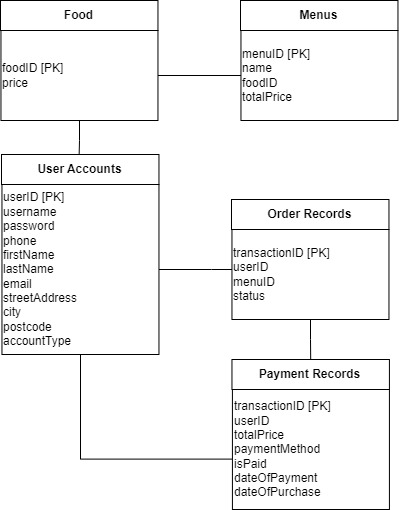 Food
foodID [PK]
price
Menus
menuID [PK]
name
foodID
totalPrice
User Accounts
userID [PK]
username
password
phone
firstName
lastName
email
streetAddress
city
postcode
accountType
Order Records
transactionID [PK]
userID
menuID
status
Payment Records
transactionID [PK]
userID
totalPrice
paymentMethod
isPaid
dateOfPayment
dateOfPurchase